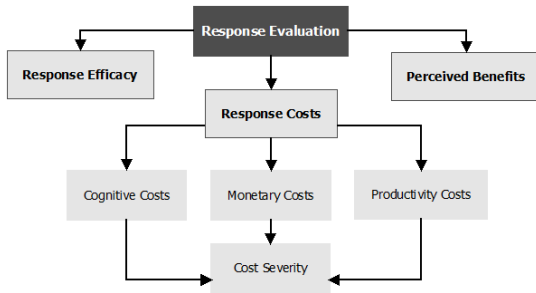 Response Evaluation
Response Efficacy
Perceived Benefits
Response Costs
Cognitive Costs
Monetary Costs
Productivity Costs
Cost Severity